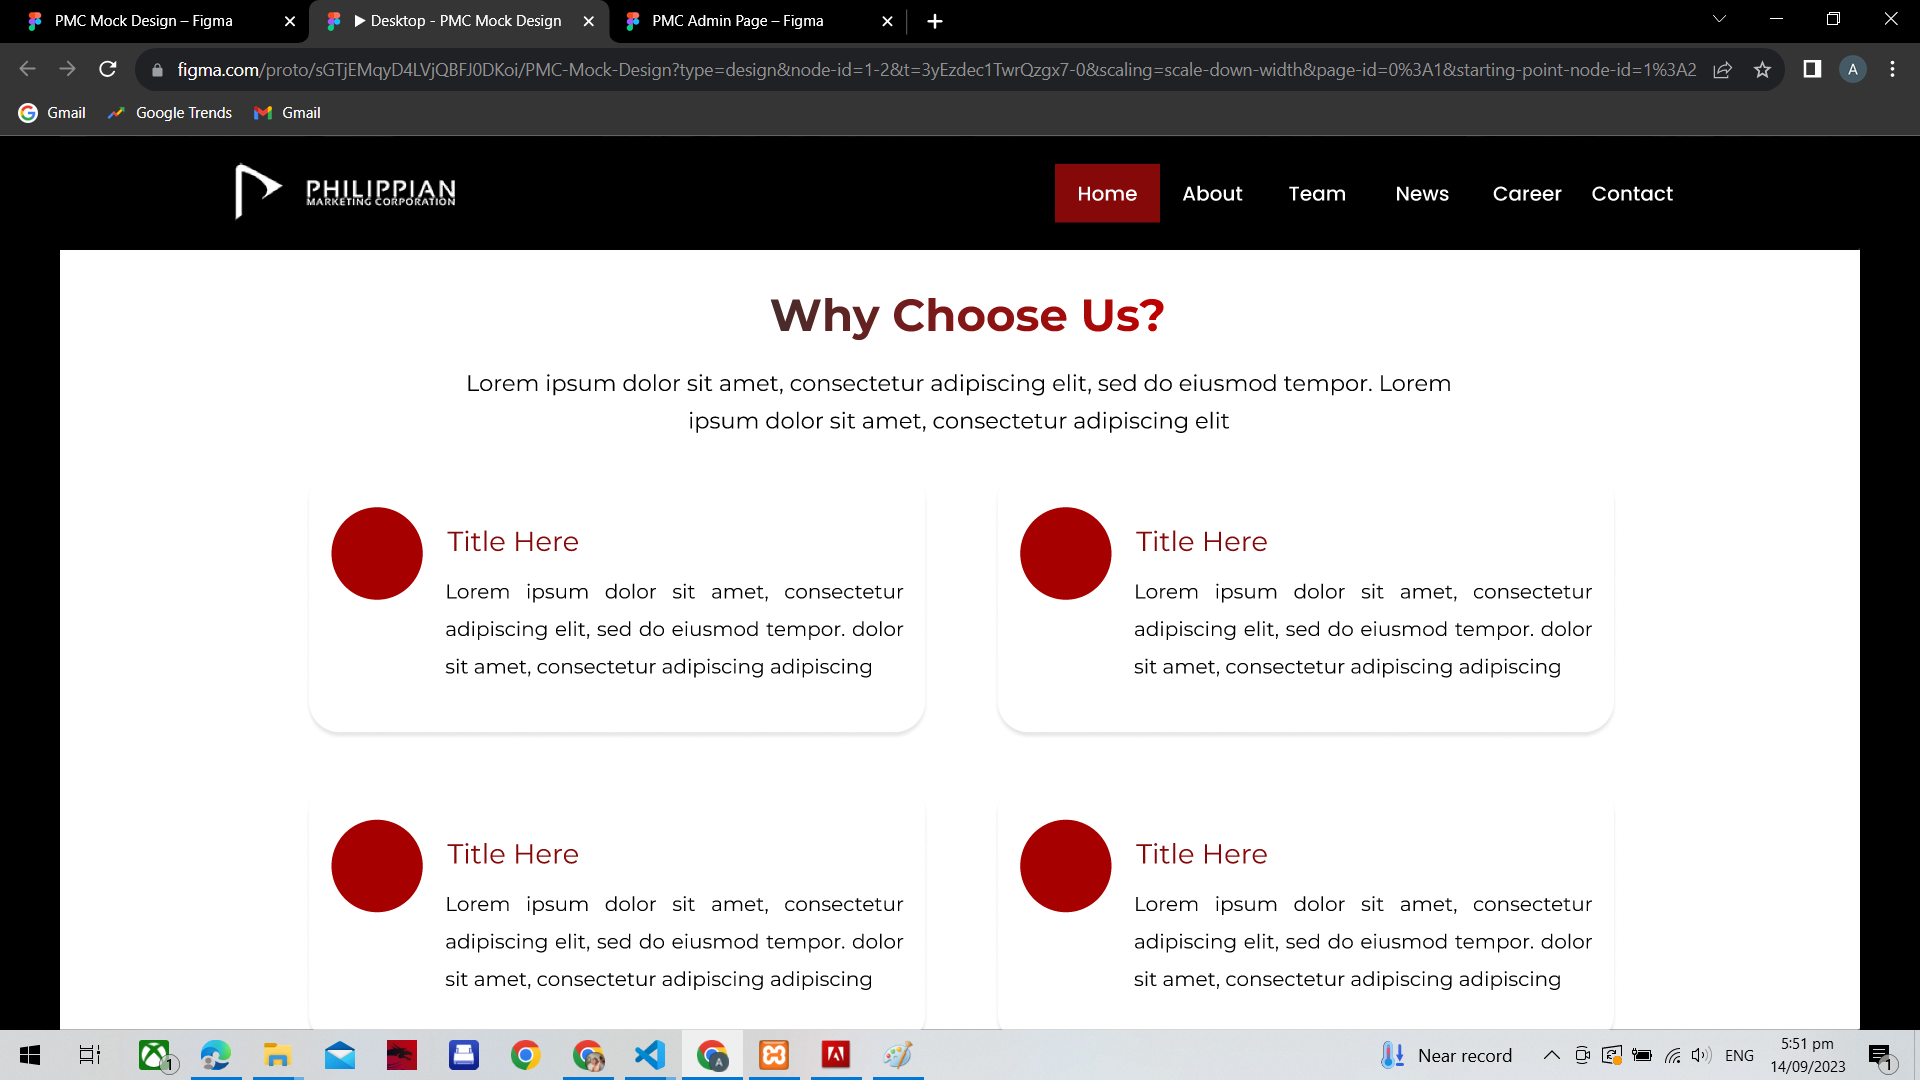 PMC Mock Design – Figma
Desktop - PMC Mock Design
PMC Admin Page – Figma
figma.com/proto/sGTjEMqyD4LVjQBFJ0DKoi/PMC-Mock-Design?type=design&node-id=1-2&t=3yEzdec1TwrQzgx7-0&scaling=scale-down-width&page-id=0%3A1&starting-point-node-id=1%3A2
A
Gmail
Google Trends
Gmail
PHILIPPIAN
MARKETING CORPORATION
Home
About
Team
News
Career
Contact
Why Choose Us?
Lorem ipsum dolor sit amet, consectetur adipiscing elit, sed do eiusmod tempor. Lorem
ipsum dolor sit amet, consectetur adipiscing elit
Title Here
Lorem ipsum dolor sit amet, consectetur
adipiscing elit, sed do eiusmod tempor. dolor
sit amet, consectetur adipiscing adipiscing
Title Here
Lorem ipsum dolor sit amet, consectetur
adipiscing elit, sed do eiusmod tempor. dolor
sit amet, consectetur adipiscing adipiscing
Title Here
Lorem ipsum dolor sit amet, consectetur
adipiscing elit, sed do eiusmod tempor. dolor
sit amet, consectetur adipiscing adipiscing
Title Here
Lorem ipsum dolor sit amet, consectetur
adipiscing elit, sed do eiusmod tempor. dolor
sit amet, consectetur adipiscing adipiscing
1
A
Near record
ENG
5:51 pm
14/09/2023
1